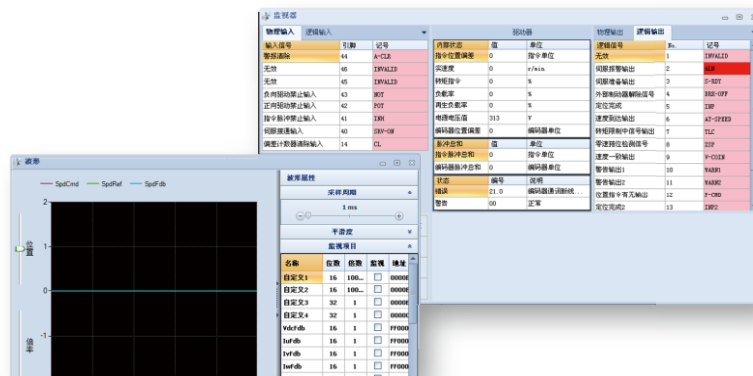 监视器
物理输入 逻辑输入
输入信号 引脚 记号
警报清除 44 A-CLR
无效 46 INVALID
无效 45 INVALID
负向驱动禁止输入 43 NOT
正向驱动禁止输入 42 POT
指令脉冲禁止输入 41 INH
伺服接通输入 40 SRV-ON
偏差计数器清除输入 14 CL
驱动器
内部状态 值 单位
指令位置偏差 0 指令单位
实速度 0 r/min
转矩指令 0 %
负载率 0 %
再生负载率 0 %
电源电压值 313 V
编码器位置偏差 0 编码器单位
脉冲总和 值 单位
指令脉冲总和 0 指令单位
编码器脉冲总和 0 编码器单位
状态 编号 说明
错误 21.0 编码器通讯断线...
警告 00 正常
物理输出 逻辑输出
逻辑信号 No. 记号
无效 1 INVALID
伺服报警输出 2 ALM
伺服准备输出 3 S-RDY
外部制动器解除信号 4 BRK-OFF
定位完成 5 INP
速度到达输出 6 AT-SPEED
转矩限制中信号输出 7 TLC
零速箝位检测信号 8 ZSP
速度一致输出 9 V-COIN
警告输出1 10 WARN1
警告输出2 11 WARN2
位置指令有无输出 12 P-CMD
定位完成2 13 INP2
波形
SpdCmd SpdRef SpdFdb
2
1
0
-1
位置
倍率
波形属性
采样周期
1 ms
平滑度
监视项目
名称 位数 倍数 监视 地址
自定义1 16 100... 00000
自定义2 16 100... 00000
自定义3 32 1 00000
自定义4 32 1 00000
VdcFdb 16 1 FF000
IuFdb 16 1 FF000
IvFdb 16 1 FF000
IwFdb 16 1 FF000